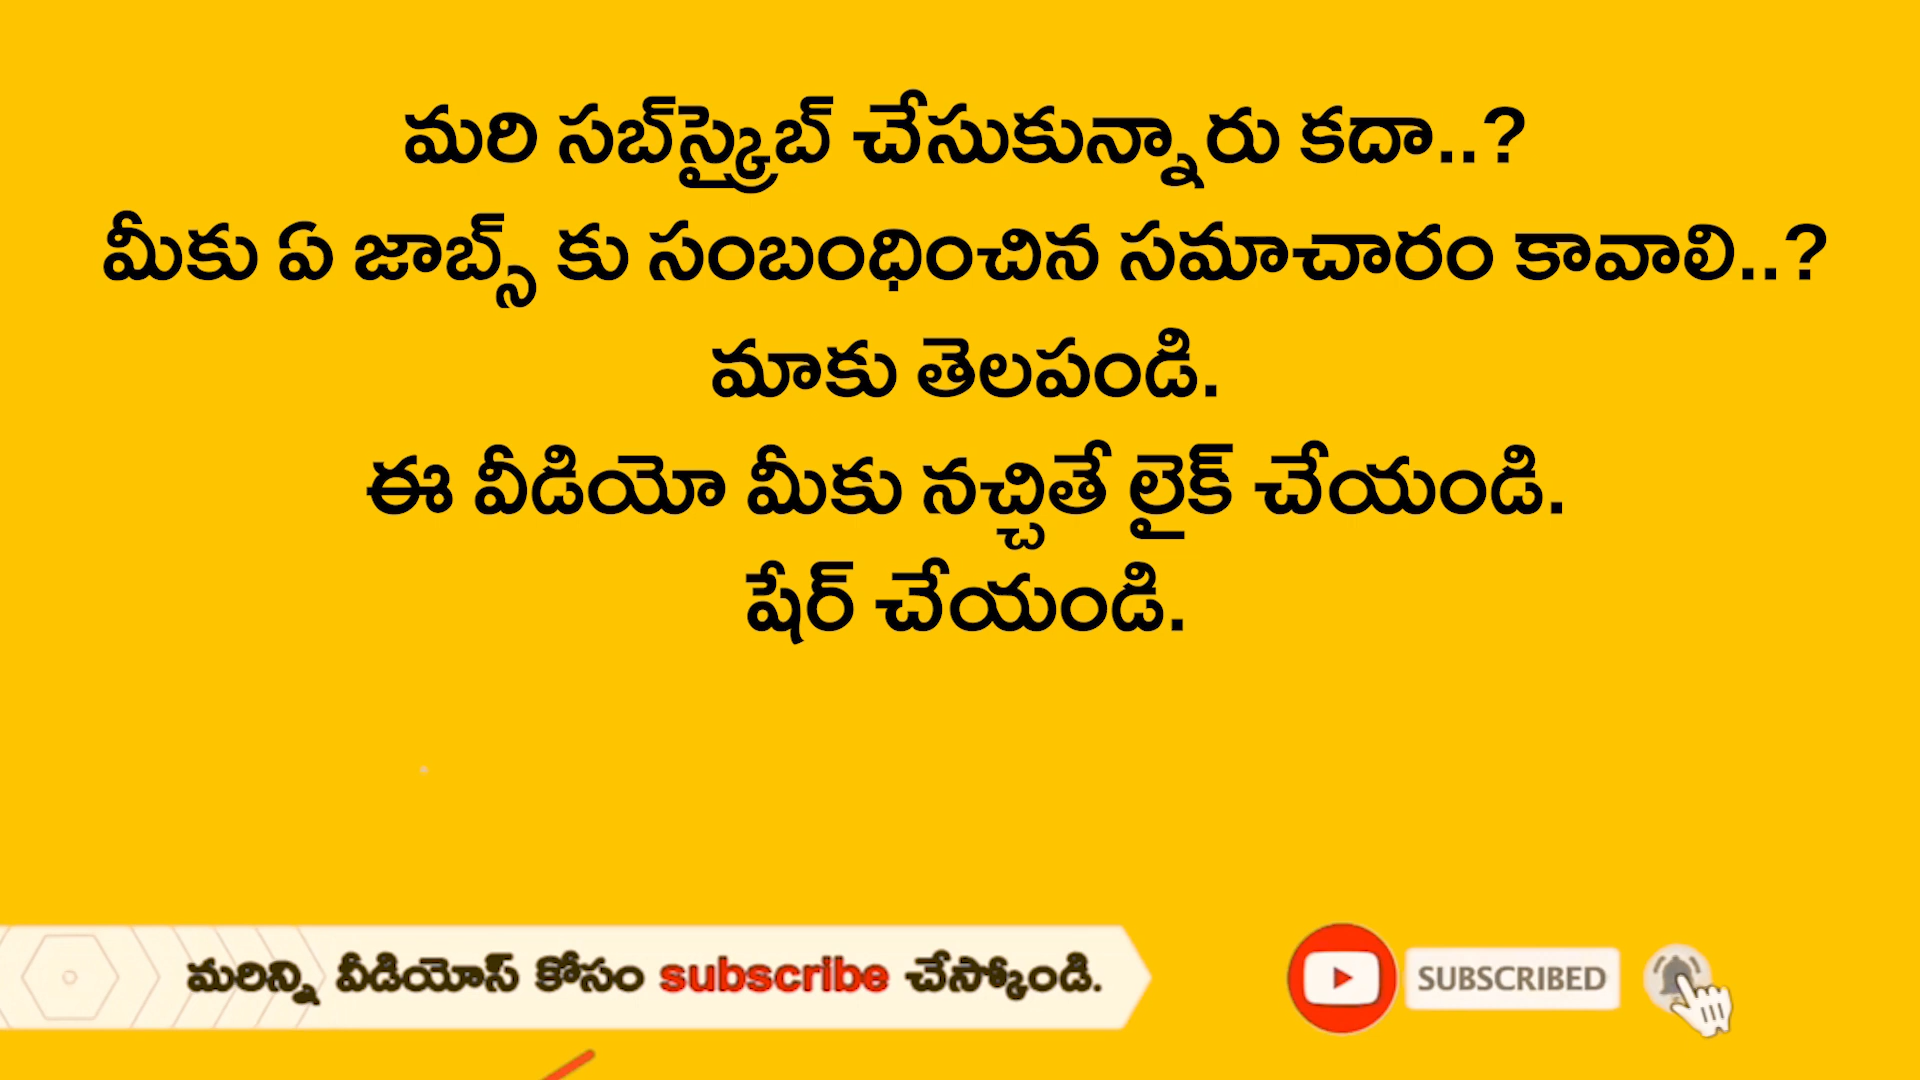 మరి సబ్‌స్క్రైబ్ చేసుకున్నారు కదా..?
మీకు ఏ జాబ్స్ కు సంబంధించిన సమాచారం కావాలి..?
మాకు తెలపండి.
ఈ వీడియో మీకు నచ్చితే లైక్ చేయండి.
షేర్ చేయండి.
మరిన్ని వీడియోస్ కోసం subscribe చేస్కోండి.
SUBSCRIBED